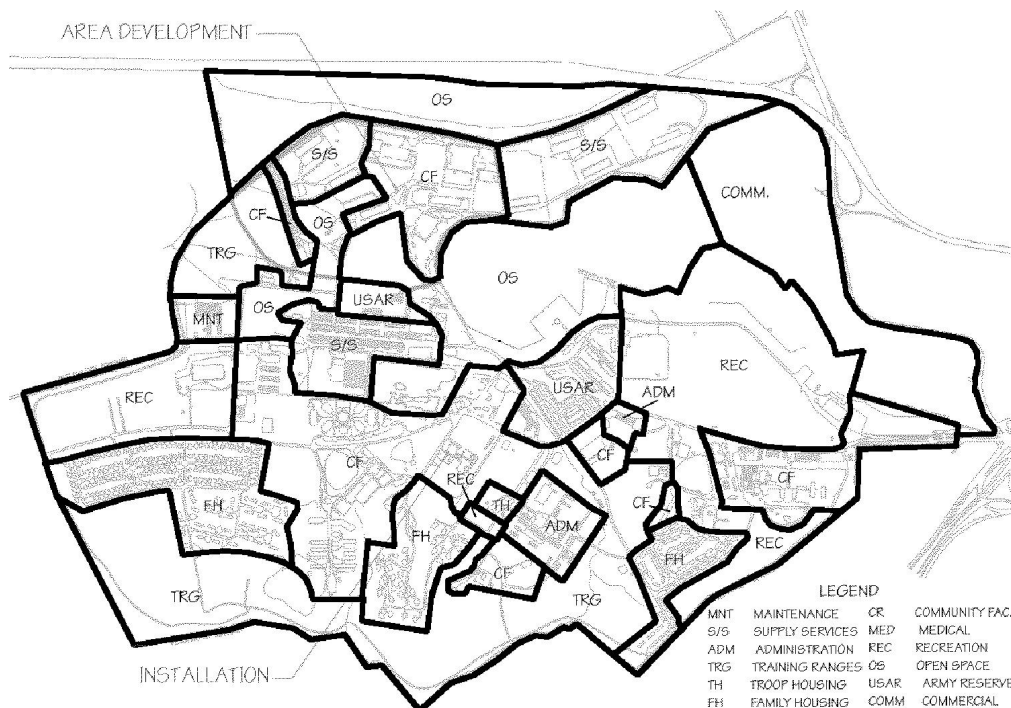 AREA DEVELOPMENT
OS
S/S
S/S
CF
COMM.
CF
OS
TRG
OS
USAR
OS
MNT
S/S
REC
USAR
ADM
REC
CF
CF
CF
REC
TH
CF
FH
FH
ADM
REC
CF
FH
TRG
TRG
INSTALLATION
LEGEND
MNT MAINTENANCE CR COMMUNITY FAC.
S/S SUPPLY SERVICES MED MEDICAL
ADM ADMINISTRATION REC RECREATION
TRG TRAINING RANGES OS OPEN SPACE
TH TROOP HOUSING USAR ARMY RESERVE
FH FAMILY HOUSING COMM COMMERCIAL